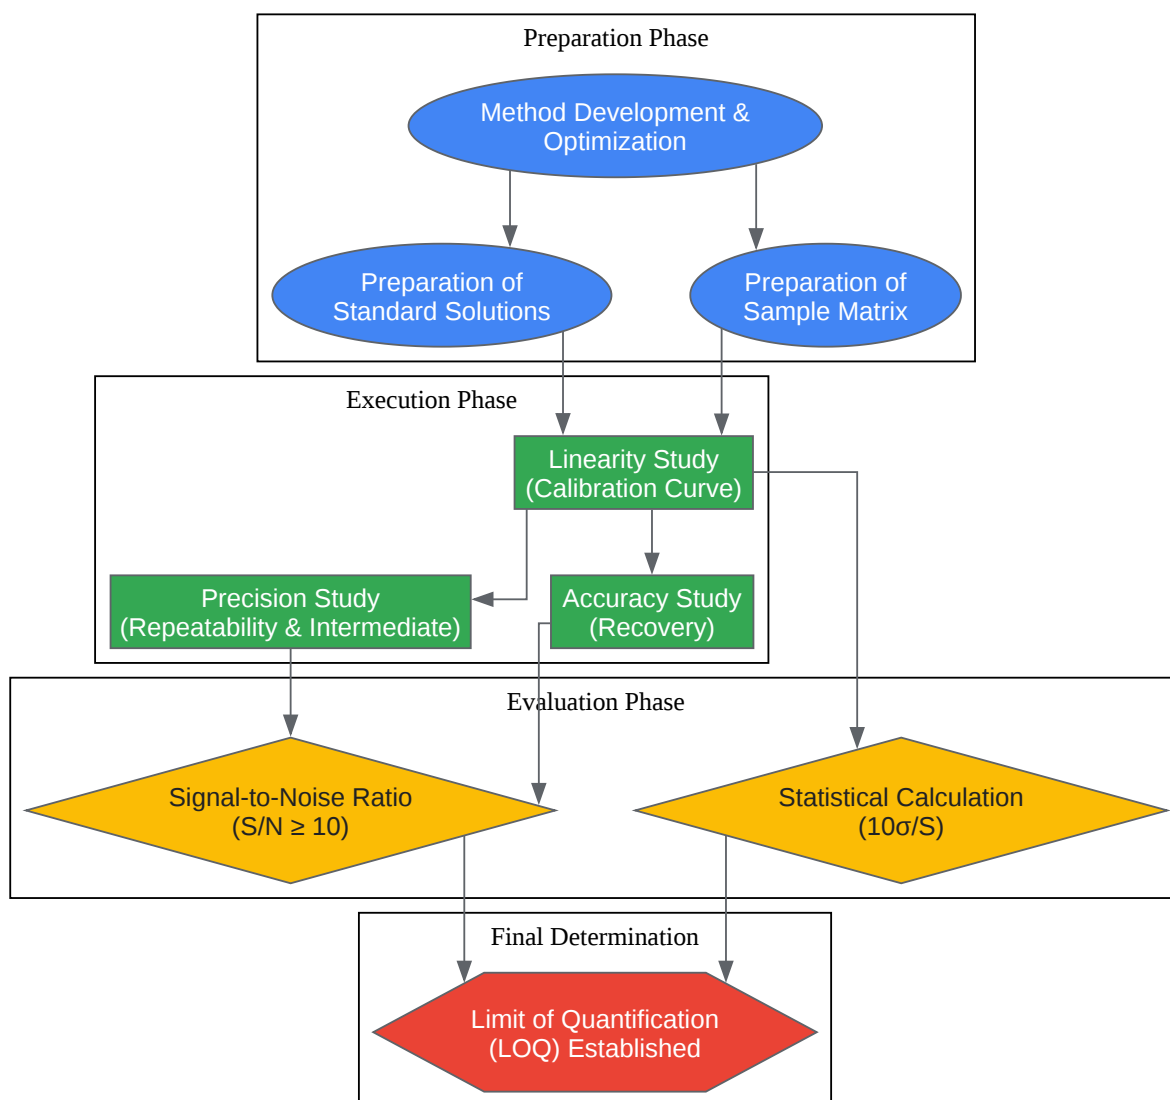 Preparation Phase
Method Development &
Optimization
Preparation of
Standard Solutions
Preparation of
Sample Matrix
Execution Phase
Linearity Study
(Calibration Curve)
Precision Study
(Repeatability & Intermediate)
Accuracy Study
(Recovery)
Evaluation Phase
Signal-to-Noise Ratio
(S/N ≥ 10)
Statistical Calculation
(10σ/S)
Final Determination
Limit of Quantification
(LOQ) Established